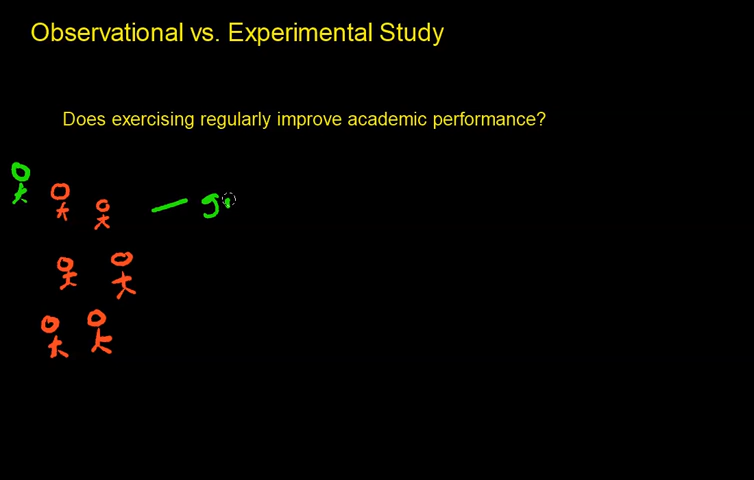 Observational vs. Experimental Study
Does exercising regularly improve academic performance?